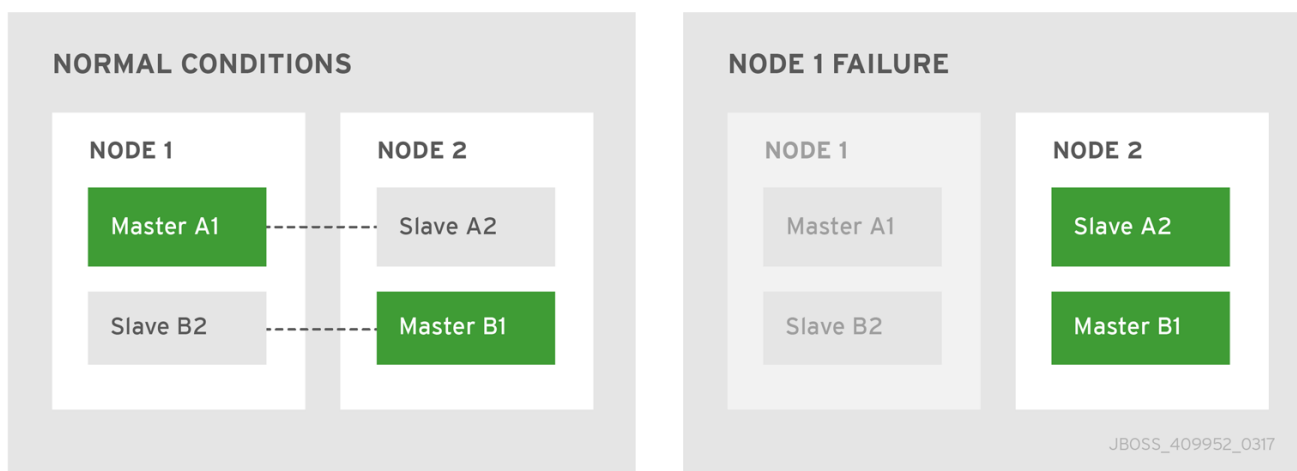 NORMAL CONDITIONS
NODE 1
Master A1
Slave B2
NODE 2
Slave A2
Master B1
NODE 1 FAILURE
NODE 1
Master A1
Slave B2
NODE 2
Slave A2
Master B1
JBOSS_409952_0317